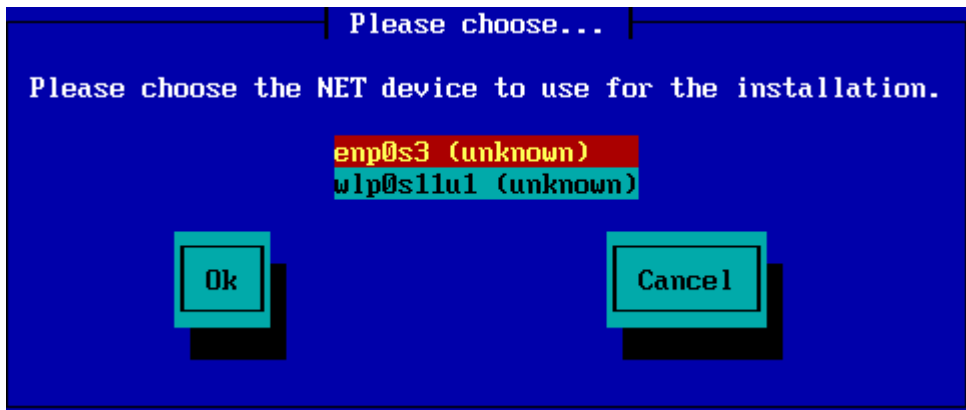 Please choose...
Please choose the NET device to use for the installation.
enp0s3 (unknown)
wlp0s11u1 (unknown)
Ok Cancel